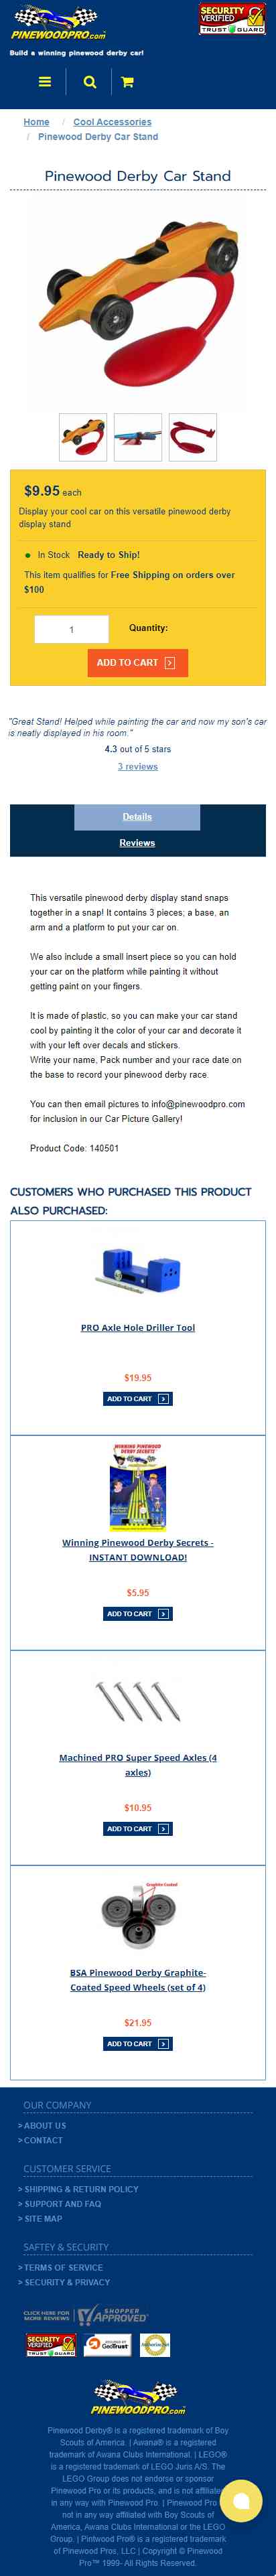 PINEWOODPRO.com
SECURITY
VERIFIED
TRUST GUARD
Build a winning pinewood derby car!
Home / Cool Accessories
/ Pinewood Derby Car Stand
Pinewood Derby Car Stand
$9.95 each
Display your cool car on this versatile pinewood derby
display stand
In Stock Ready to Ship!
This item qualifies for Free Shipping on orders over
$100
1 Quantity:
ADD TO CART
"Great Stand! Helped while painting the car and now my son's car
is neatly displayed in his room."
4.3 out of 5 stars
3 reviews
Details
Reviews
This versatile pinewood derby display stand snaps
together in a snap! It contains 3 pieces; a base, an
arm and a platform to put your car on.
We also include a small insert piece so you can hold
your car on the platform while painting it without
getting paint on your fingers.
It is made of plastic, so you can make your car stand
cool by painting it the color of your car and decorate it
with your left over decals and stickers.
Write your name, Pack number and your race date on
the base to record your pinewood derby race.
You can then email pictures to info@pinewoodpro.com
for inclusion in our Car Picture Gallery!
Product Code: 140501
CUSTOMERS WHO PURCHASED THIS PRODUCT
ALSO PURCHASED:
PRO Axle Hole Driller Tool
$19.95
ADD TO CART
WINNING PINEWOOD
DERBY SECRETS
Winning Pinewood Derby Secrets -
INSTANT DOWNLOAD!
$5.95
ADD TO CART
Machined PRO Super Speed Axles (4
axles)
$10.95
ADD TO CART
Graphite Coated
BSA Pinewood Derby Graphite-
Coated Speed Wheels (set of 4)
$21.95
ADD TO CART
OUR COMPANY
> ABOUT US
> CONTACT
CUSTOMER SERVICE
> SHIPPING & RETURN POLICY
> SUPPORT AND FAQ
> SITE MAP
SAFTEY & SECURITY
> TERMS OF SERVICE
> SECURITY & PRIVACY
CLICK HERE FOR
MORE REVIEWS
SHOPPER
APPROVED
SECURITY
VERIFIED
TRUST GUARD
GeoTrust
Authorize.Net
PINEWOODPRO.com
Pinewood Derby® is a registered trademark of Boy
Scouts of America. | Awana® is a registered
trademark of Awana Clubs International. | LEGO®
is a registered trademark of LEGO Juris A/S. The
LEGO Group does not endorse or sponsor
Pinewood Pro or its products, and is not affiliated
in any way with Pinewood Pro. | Pinewood Pro is
not in any way affiliated with Boy Scouts of
America, Awana Clubs International or the LEGO
Group. | Pintwood Pro® is a registered trademark
of Pinewood Pros, LLC | Copyright © Pinewood
Pro™ 1999- All Rights Reserved.